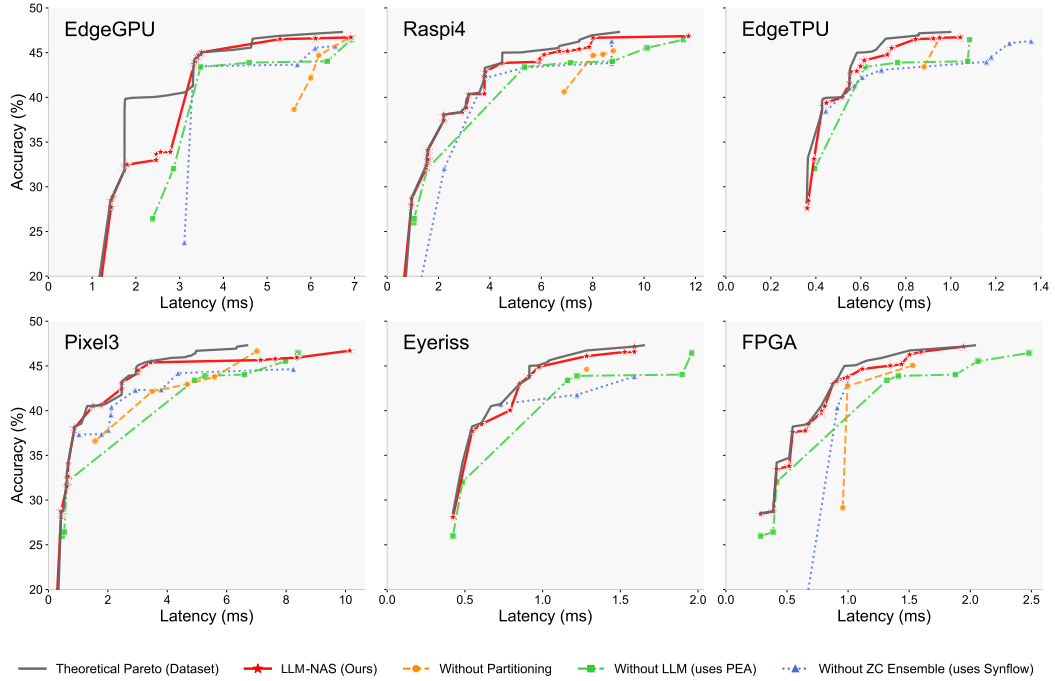 EdgeGPU
Raspi4
EdgeTPU
50
45
40
35
30
25
20
Accuracy (%)
0 1 2 3 4 5 6 7
Latency (ms)
0 2 4 6 8 10 12
Latency (ms)
0.0 0.2 0.4 0.6 0.8 1.0 1.2 1.4
Latency (ms)
Pixel3
Eyeriss
FPGA
50
45
40
35
30
25
20
Accuracy (%)
0 2 4 6 8 10
Latency (ms)
0.0 0.5 1.0 1.5 2.0
Latency (ms)
0.0 0.5 1.0 1.5 2.0 2.5
Latency (ms)
Theoretical Pareto (Dataset) LLM-NAS (Ours) Without Partitioning Without LLM (uses PEA) Without ZC Ensemble (uses Synflow)